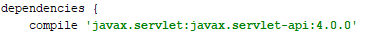 dependencies {
    compile 'javax.servlet:javax.servlet-api:4.0.0'